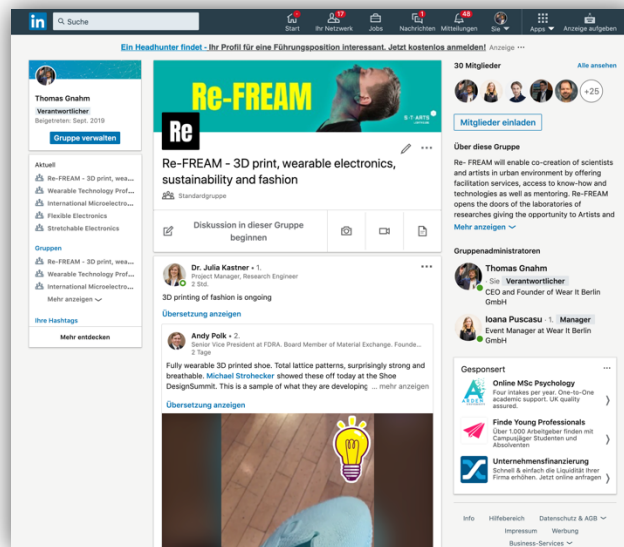 in
Suche
Start
17
Ihr Netzwerk
Jobs
1
Nachrichten
48
Mitteilungen
Sie
Apps
Anzeige aufgeben
Ein Headhunter findet - Ihr Profil für eine Führungsposition interessant. Jetzt kostenlos anmelden! Anzeige ···
Thomas Gnahm
Verantwortlicher
Beigetreten: Sept. 2019
Gruppe verwalten
Aktuell
Re-FREAM - 3D print, wea...
Wearable Technology Prof...
International Microelectro...
Flexible Electronics
Stretchable Electronics
Gruppen
Re-FREAM - 3D print, wea...
Wearable Technology Prof...
International Microelectro...
Mehr anzeigen
Ihre Hashtags
Mehr entdecken
Re-FREAM
S+T+ARTS
Re
Re-FREAM - 3D print, wearable electronics,
sustainability and fashion
Standardgruppe
Diskussion in dieser Gruppe
beginnen
Dr. Julia Kastner • 1.
Project Manager, Research Engineer
2 Std.
3D printing of fashion is ongoing
Übersetzung anzeigen
Andy Polk • 2.
Senior Vice President at FDRA. Board Member of Material Exchange. Founde...
2 Tage
Fully wearable 3D printed shoe. Total lattice patterns, surprisingly strong and
breathable. Michael Strohecker showed these off today at the Shoe
DesignSummit. This is a sample of what they are developing ... mehr anzeigen
Übersetzung anzeigen
30 Mitglieder
Alle ansehen
+25
Mitglieder einladen
Über diese Gruppe
Re- FREAM will enable co-creation of scientists
and artists in urban environment by offering
facilitation services, access to know-how and
technologies as well as mentoring. Re-FREAM
opens the doors of the laboratories of
researches giving the opportunity to Artists and
Mehr anzeigen
Gruppenadministratoren
Thomas Gnahm
· Sie Verantwortlicher
CEO and Founder of Wear It Berlin
GmbH
Ioana Puscasu · 1. Manager
Event Manager at Wear It Berlin
GmbH
Gesponsert
Online MSc Psychology
Four intakes per year. One-to-One
academic support. UK quality
assured.
ARDEN
Finde Young Professionals
Über 1.000 Arbeitgeber finden mit
Campusjäger Studenten und
Absolventen
Unternehmensfinanzierung
Schnell & einfach die Liquidität Ihrer
Firma erhöhen. Jetzt online anfragen
Info Hilfebereich Datenschutz & AGB
Impressum Werbung
Business-Services